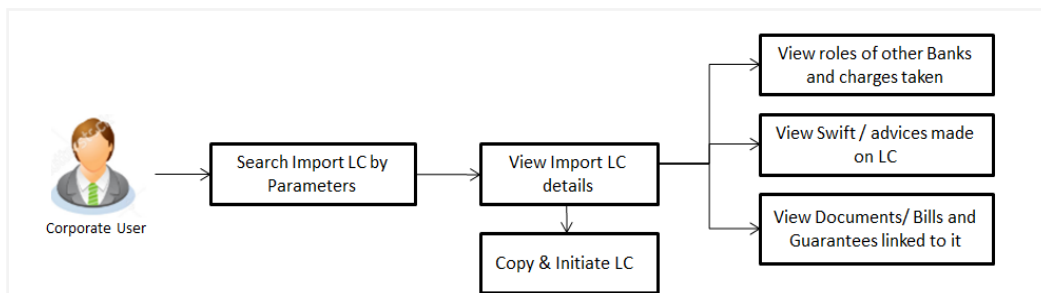 View roles of other Banks
and charges taken
Search Import LC by
Parameters
View Import LC
details
View Swift / advices made
on LC
Corporate User
View Documents/ Bills and
Guarantees linked to it
Copy & Initiate LC